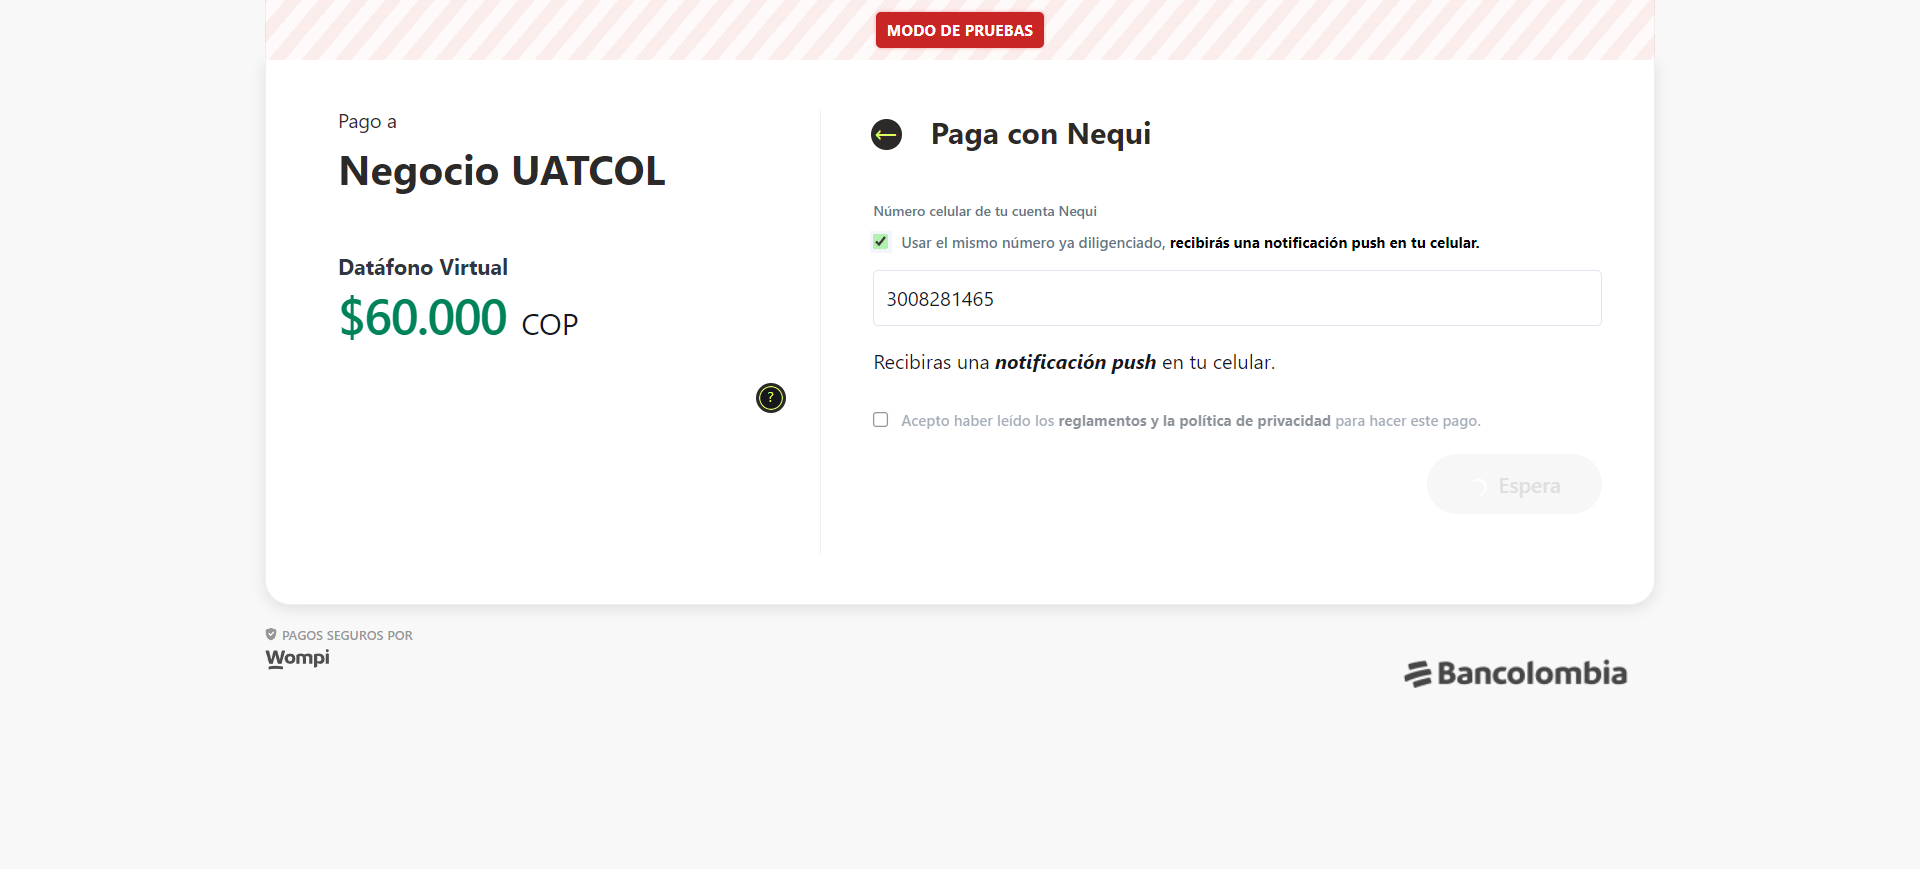 MODO DE PRUEBAS
Pago a
Negocio UATCOL
Datáfono Virtual
$60.000 COP
?
Paga con Nequi
Número celular de tu cuenta Nequi
Usar el mismo número ya diligenciado, recibirás una notificación push en tu celular.
3008281465
Recibiras una notificación push en tu celular.
Acepto haber leído los reglamentos y la política de privacidad para hacer este pago.
Espera
PAGOS SEGUROS POR
Wompi
Bancolombia